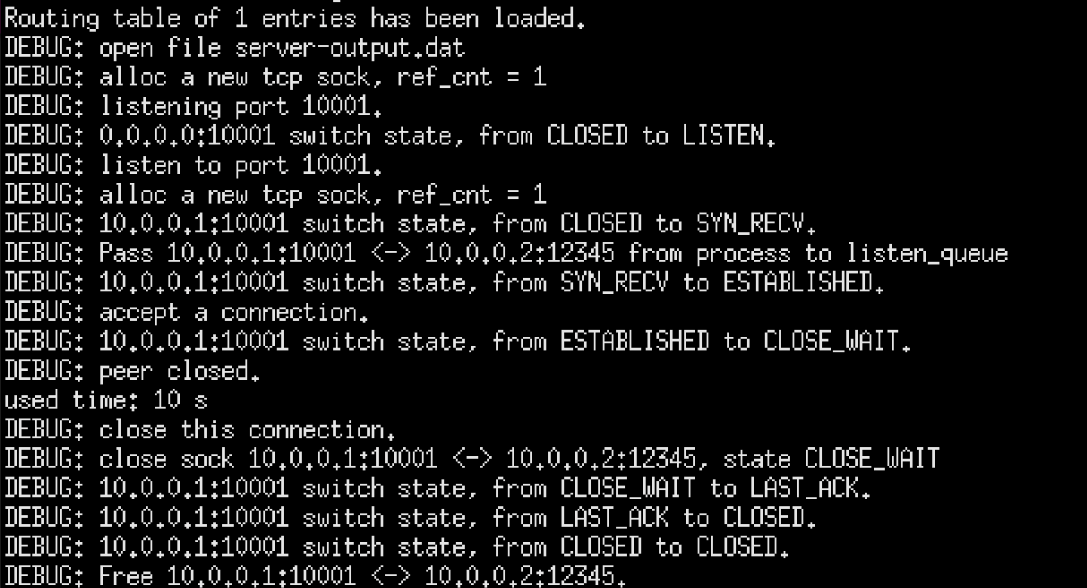 Routing table of 1 entries has been loaded.
DEBUG: open file server-output.dat
DEBUG: alloc a new tcp sock, ref_cnt = 1
DEBUG: listening port 10001.
DEBUG: 0.0.0.0:10001 switch state, from CLOSED to LISTEN.
DEBUG: listen to port 10001.
DEBUG: alloc a new tcp sock, ref_cnt = 1
DEBUG: 10.0.0.1:10001 switch state, from CLOSED to SYN_RECV.
DEBUG: Pass 10.0.0.1:10001 <-> 10.0.0.2:12345 from process to listen_queue
DEBUG: 10.0.0.1:10001 switch state, from SYN_RECV to ESTABLISHED.
DEBUG: accept a connection.
DEBUG: 10.0.0.1:10001 switch state, from ESTABLISHED to CLOSE_WAIT.
DEBUG: peer closed.
used time: 10 s
DEBUG: close this connection.
DEBUG: close sock 10.0.0.1:10001 <-> 10.0.0.2:12345, state CLOSE_WAIT
DEBUG: 10.0.0.1:10001 switch state, from CLOSE_WAIT to LAST_ACK.
DEBUG: 10.0.0.1:10001 switch state, from LAST_ACK to CLOSED.
DEBUG: 10.0.0.1:10001 switch state, from CLOSED to CLOSED.
DEBUG: Free 10.0.0.1:10001 <-> 10.0.0.2:12345.